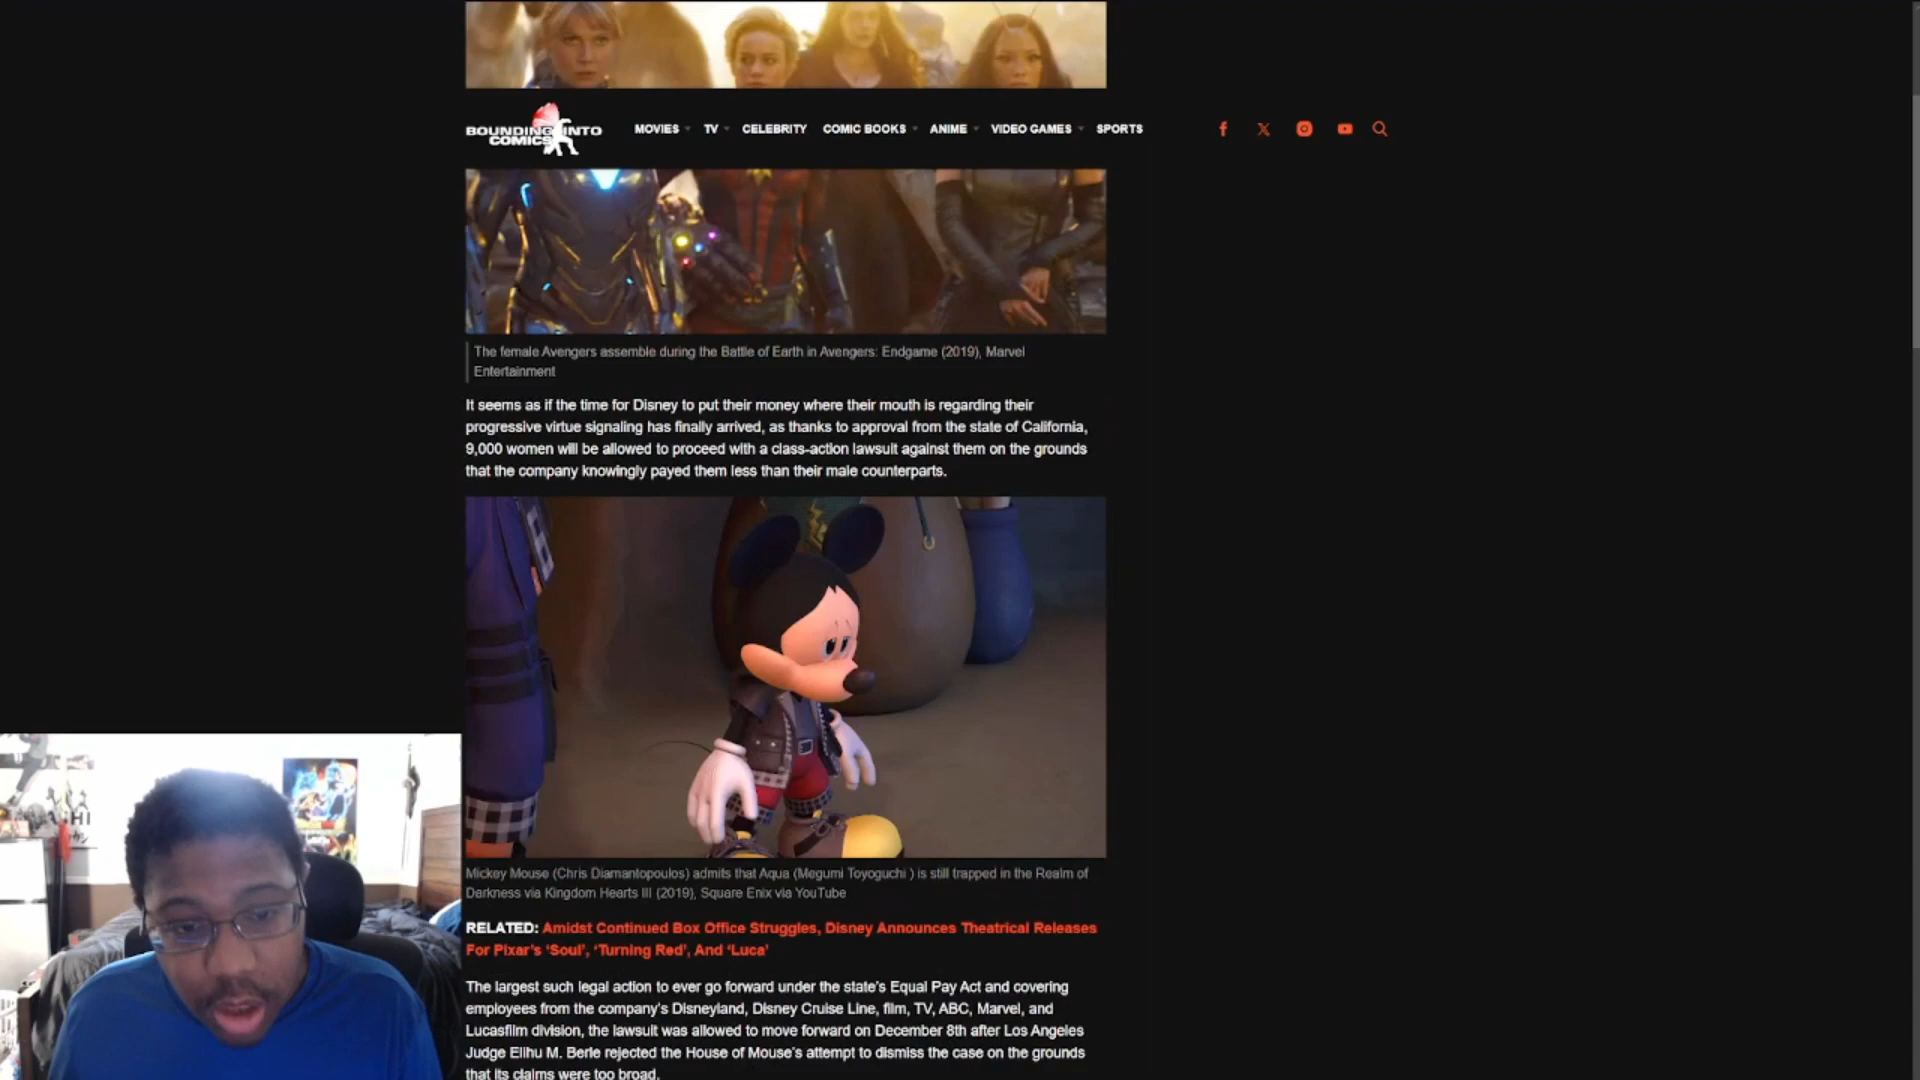 BOUNDING INTO
COMICS
MOVIES TV CELEBRITY COMIC BOOKS ANIME VIDEO GAMES SPORTS
The female Avengers assemble during the Battle of Earth in Avengers: Endgame (2019), Marvel
Entertainment
It seems as if the time for Disney to put their money where their mouth is regarding their
progressive virtue signaling has finally arrived, as thanks to approval from the state of California,
9,000 women will be allowed to proceed with a class-action lawsuit against them on the grounds
that the company knowingly payed them less than their male counterparts.
Mickey Mouse (Chris Diamantopoulos) admits that Aqua (Megumi Toyoguchi ) is still trapped in the Realm of
Darkness via Kingdom Hearts III (2019), Square Enix via YouTube
RELATED: Amidst Continued Box Office Struggles, Disney Announces Theatrical Releases
For Pixar's 'Soul', 'Turning Red', And 'Luca'
The largest such legal action to ever go forward under the state's Equal Pay Act and covering
employees from the company's Disneyland, Disney Cruise Line, film, TV, ABC, Marvel, and
Lucasfilm division, the lawsuit was allowed to move forward on December 8th after Los Angeles
Judge Elihu M. Berle rejected the House of Mouse's attempt to dismiss the case on the grounds
that its claims were too broad.